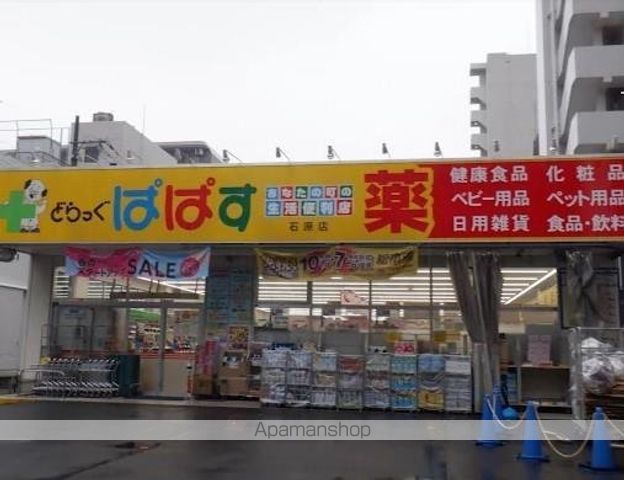 どらっぐ ぱぱす
あなたの町の
生活便利店
石原店
薬
健康食品 化粧品
ベビー用品 ペット用品
日用雑貨 食品・飲料
SALE
10
7
Apamanshop